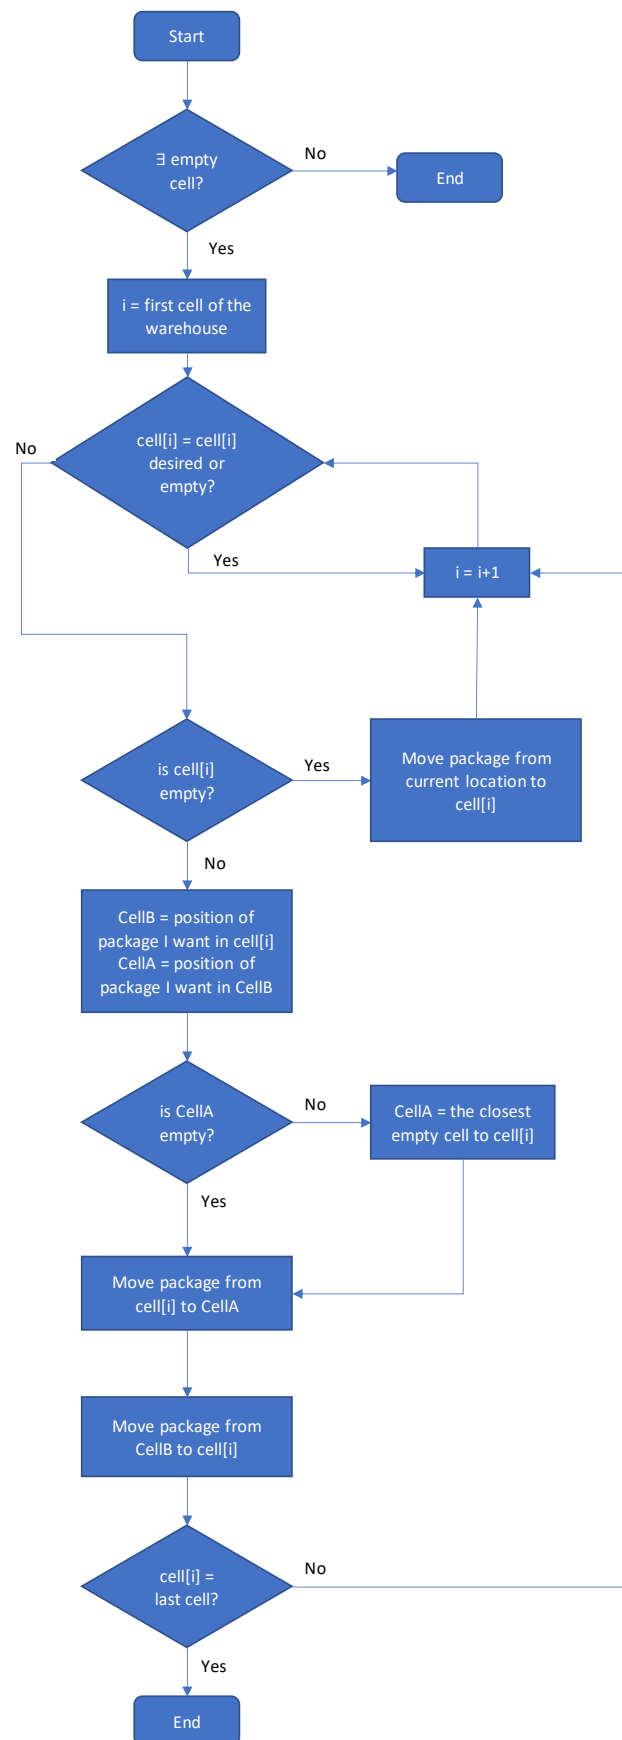 Start
∃ empty
cell?
No
End
Yes
i = first cell of the
warehouse
No
cell[i] = cell[i]
desired or
empty?
Yes
i = i+1
is cell[i]
empty?
Yes
Move package from
current location to
cell[i]
No
CellB = position of
package I want in cell[i]
CellA = position of
package I want in CellB
is CellA
empty?
No
CellA = the closest
empty cell to cell[i]
Yes
Move package from
cell[i] to CellA
Move package from
CellB to cell[i]
cell[i] =
last cell?
No
Yes
End